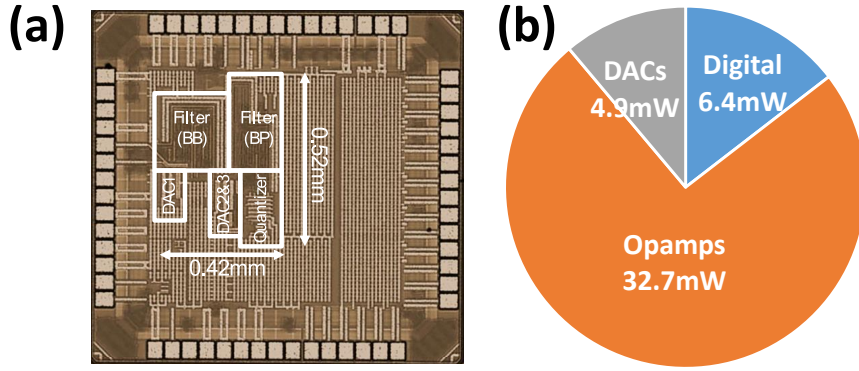 (a)
Filter
(BB)
Filter
(BP)
DAC1
DAC2&3
Quantizer
0.52mm
0.42mm
(b)
DACs
4.9mW
Digital
6.4mW
Opamps
32.7mW